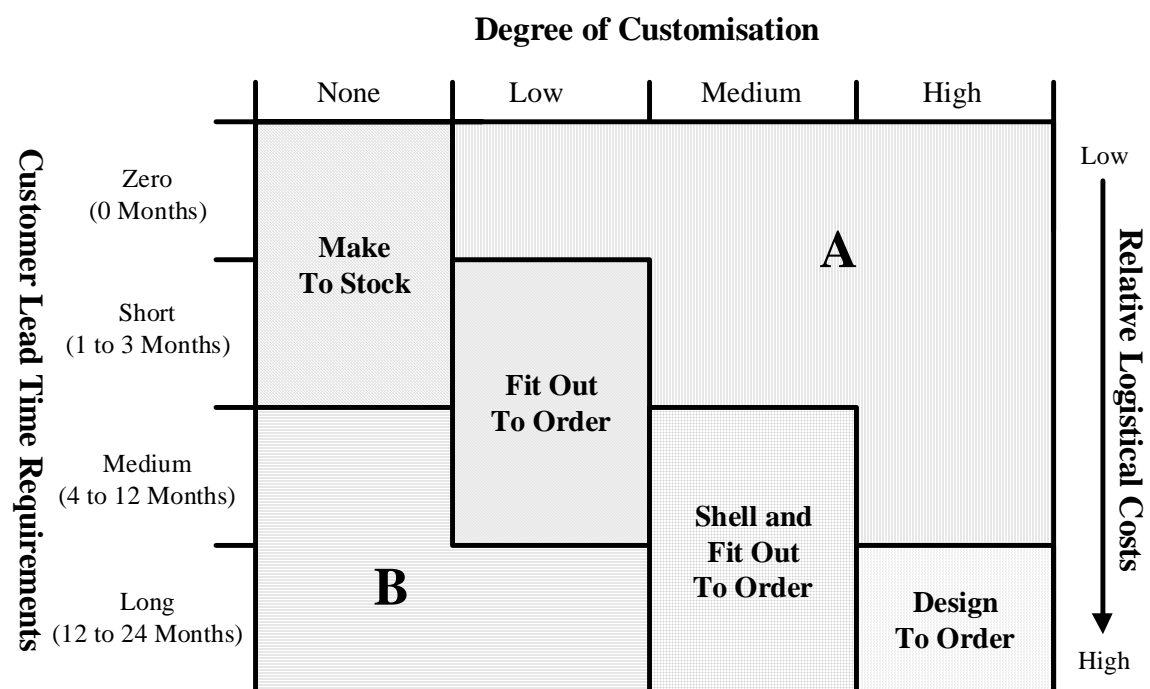 Degree of Customisation
None
Low
Medium
High
Customer Lead Time Requirements
Zero
(0 Months)
Short
(1 to 3 Months)
Medium
(4 to 12 Months)
Long
(12 to 24 Months)
Make
To Stock
Fit Out
To Order
Shell and
Fit Out
To Order
Design
To Order
A
B
Low
Relative Logistical Costs
High